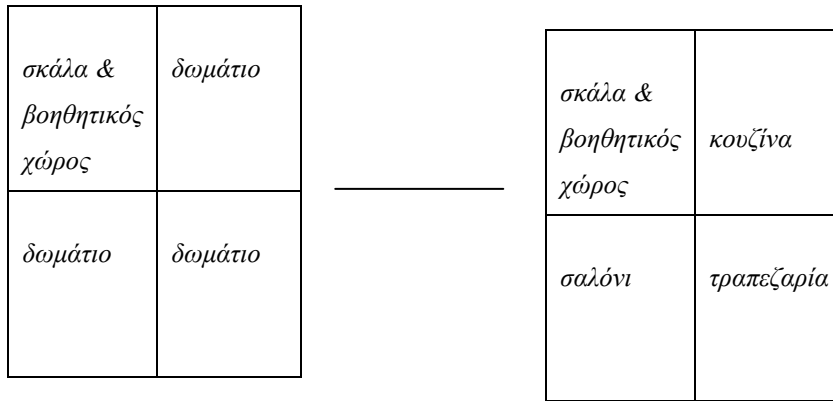 σκάλα &
βοηθητικός
χώρος
δωμάτιο
δωμάτιο
δωμάτιο
σκάλα &
βοηθητικός
χώρος
κουζίνα
σαλόνι
τραπεζαρία